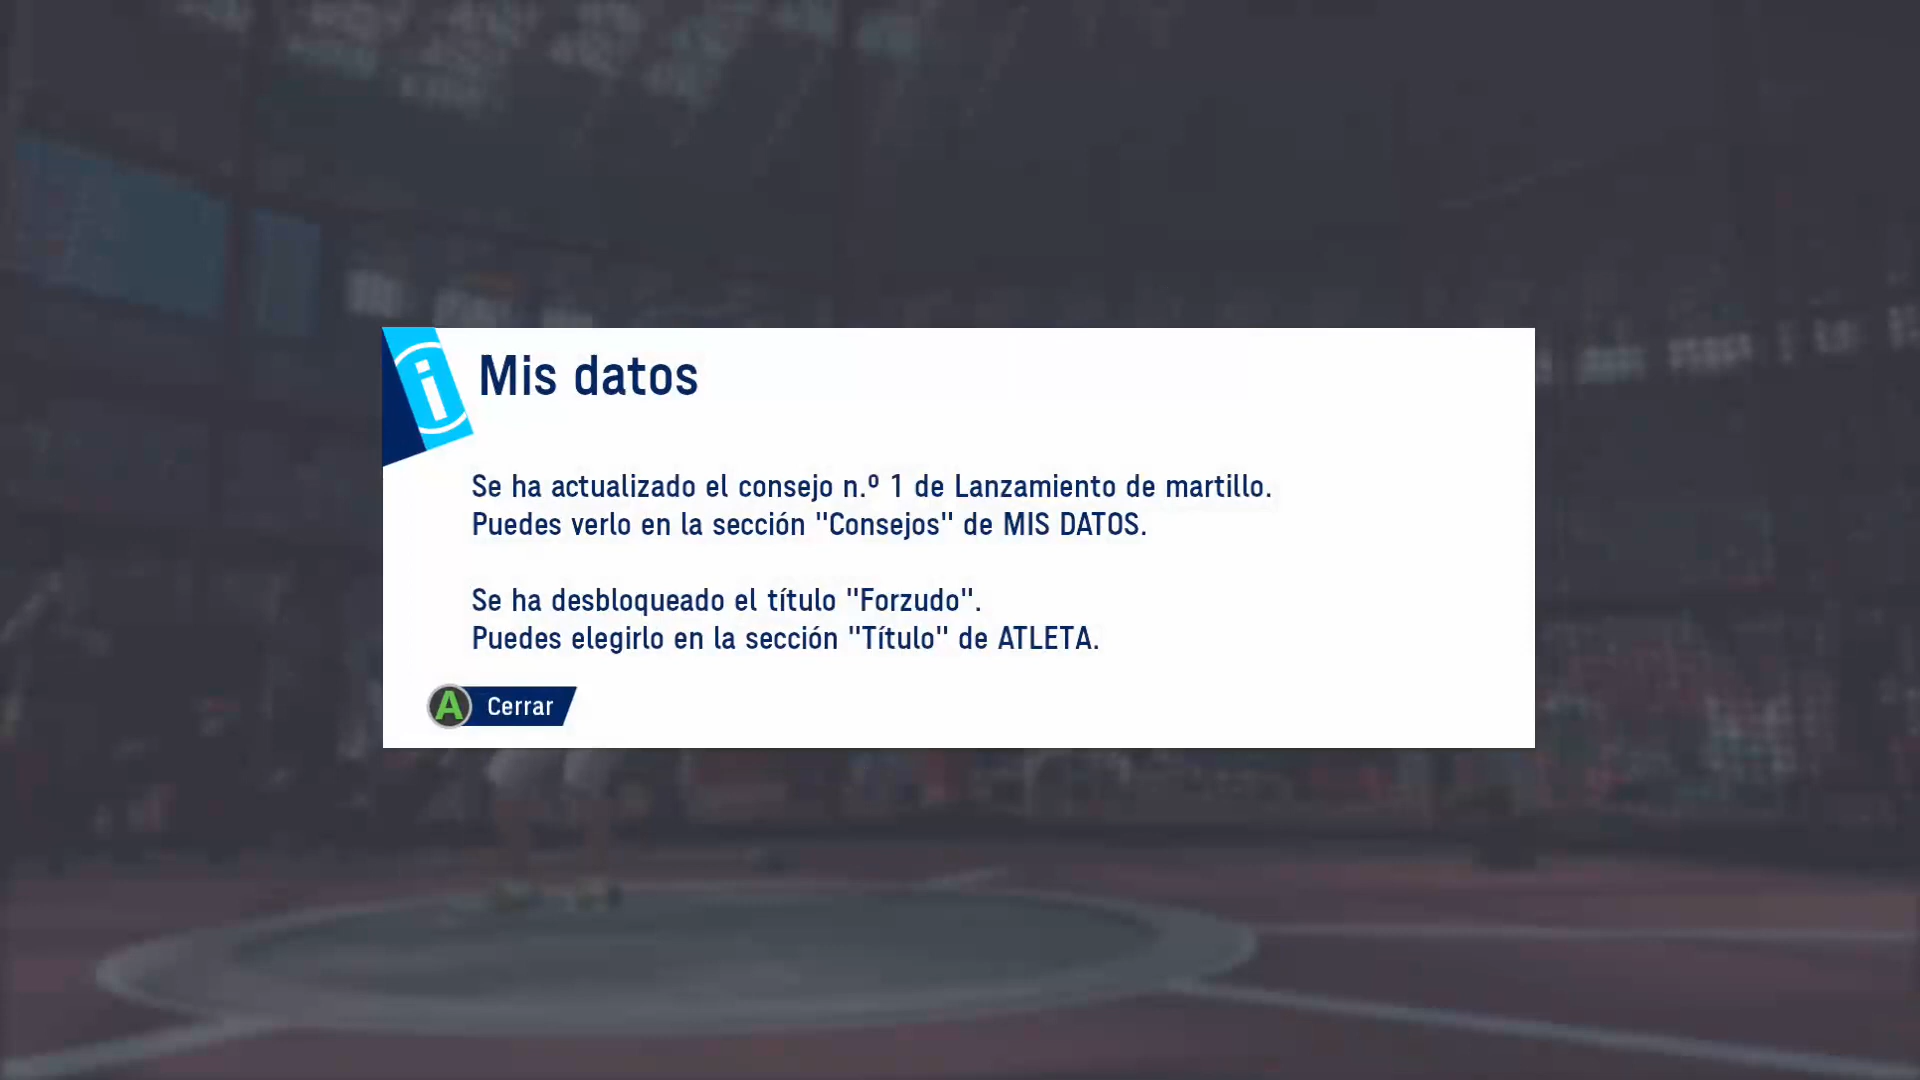 Mis datos
Se ha actualizado el consejo n.º 1 de Lanzamiento de martillo.
Puedes verlo en la sección "Consejos" de MIS DATOS.
Se ha desbloqueado el título "Forzudo".
Puedes elegirlo en la sección "Título" de ATLETA.
A Cerrar